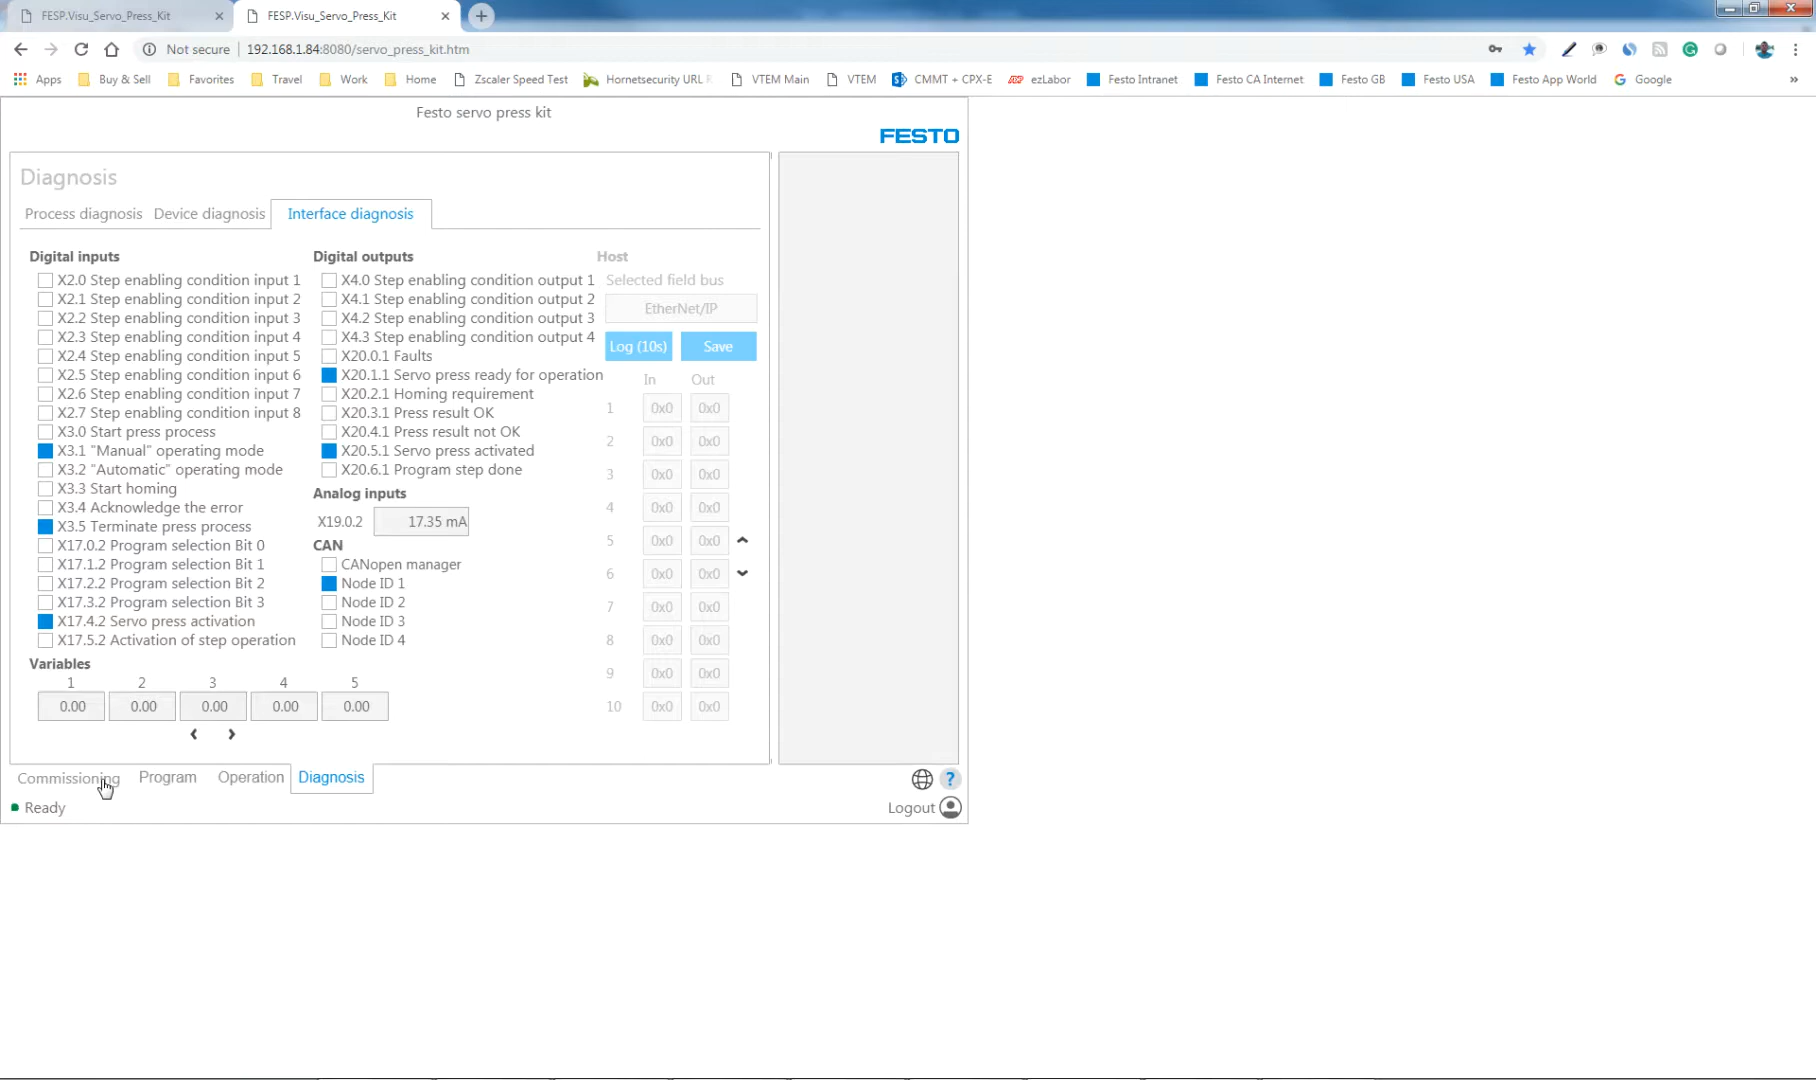 FESP.Visu_Servo_Press_Kit
FESP.Visu_Servo_Press_Kit
Not secure
192.168.1.84:8080/servo_press_kit.htm
Apps
Buy & Sell
Favorites
Travel
Work
Home
Zscaler Speed Test
Hornetsecurity URL
VTEM Main
VTEM
CMMT + CPX-E
ezLabor
Festo Intranet
Festo CA Internet
Festo GB
Festo USA
Festo App World
Google
Festo servo press kit
FESTO
Diagnosis
Process diagnosis
Device diagnosis
Interface diagnosis
Digital inputs
X2.0 Step enabling condition input 1
X2.1 Step enabling condition input 2
X2.2 Step enabling condition input 3
X2.3 Step enabling condition input 4
X2.4 Step enabling condition input 5
X2.5 Step enabling condition input 6
X2.6 Step enabling condition input 7
X2.7 Step enabling condition input 8
X3.0 Start press process
X3.1 "Manual" operating mode
X3.2 "Automatic" operating mode
X3.3 Start homing
X3.4 Acknowledge the error
X3.5 Terminate press process
X17.0.2 Program selection Bit 0
X17.1.2 Program selection Bit 1
X17.2.2 Program selection Bit 2
X17.3.2 Program selection Bit 3
X17.4.2 Servo press activation
X17.5.2 Activation of step operation
Variables
1 2 3 4 5
0.00 0.00 0.00 0.00 0.00
Digital outputs
X4.0 Step enabling condition output 1
X4.1 Step enabling condition output 2
X4.2 Step enabling condition output 3
X4.3 Step enabling condition output 4
X20.0.1 Faults
X20.1.1 Servo press ready for operation
X20.2.1 Homing requirement
X20.3.1 Press result OK
X20.4.1 Press result not OK
X20.5.1 Servo press activated
X20.6.1 Program step done
Analog inputs
X19.0.2 17.35 mA
CAN
CANopen manager
Node ID 1
Node ID 2
Node ID 3
Node ID 4
Host
Selected field bus
EtherNet/IP
Log (10s) Save
In Out
1 0x0 0x0
2 0x0 0x0
3 0x0 0x0
4 0x0 0x0
5 0x0 0x0
6 0x0 0x0
7 0x0 0x0
8 0x0 0x0
9 0x0 0x0
10 0x0 0x0
Commissioning
Program
Operation
Diagnosis
?
Ready
Logout